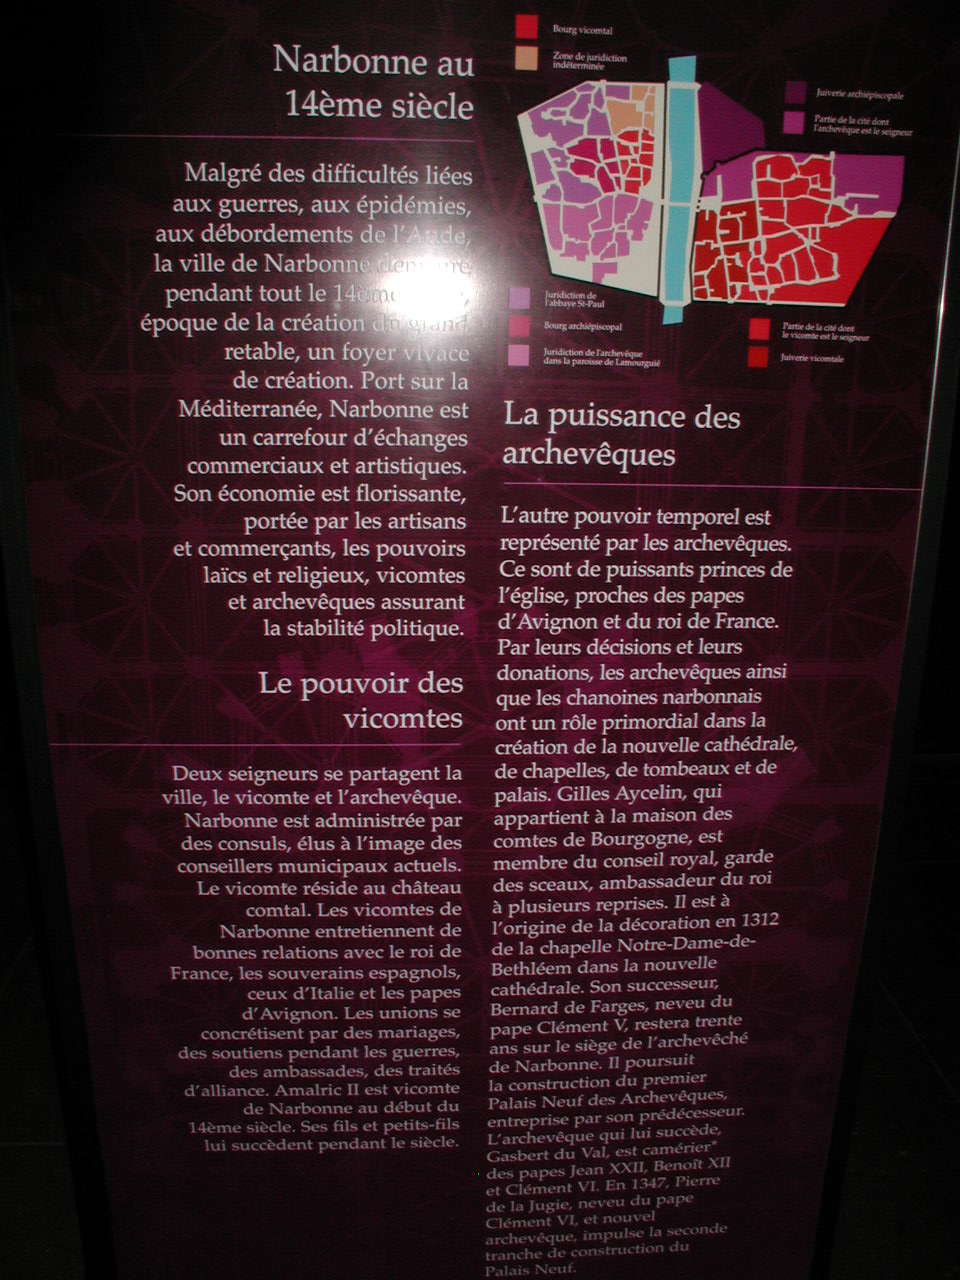 Narbonne au
14ème siècle
Malgré des difficultés liées
aux guerres, aux épidémies,
aux débordements de l'Aude,
la ville de Narbonne demeure
pendant tout le 14ème
époque de la création du grand
retable, un foyer vivace
de création. Port sur la
Méditerranée, Narbonne est
un carrefour d'échanges
commerciaux et artistiques.
Son économie est florissante,
portée par les artisans
et commerçants, les pouvoirs
laïcs et religieux, vicomtes
et archevêques assurant
la stabilité politique.
Le pouvoir des
vicomtes
Deux seigneurs se partagent la
ville, le vicomte et l'archevêque.
Narbonne est administrée par
des consuls, élus à l'image des
conseillers municipaux actuels.
Le vicomte réside au château
comtal. Les vicomtes de
Narbonne entretiennent de
bonnes relations avec le roi de
France, les souverains espagnols,
ceux d'Italie et les papes
d'Avignon. Les unions se
concrétisent par des mariages,
des soutiens pendant les guerres,
des ambassades, des traités
d'alliance. Amalric II est vicomte
de Narbonne au début du
14ème siècle. Ses fils et petits-fils
lui succèdent pendant le siècle.
Bourg vicomtal
Zone de juridiction
indéterminée
Juiverie archiépiscopale
Partie de la cité dont
l'archevêque est le seigneur
Juridiction de
l'abbaye St-Paul
Bourg archiépiscopal
Juridiction de l'archevêque
dans la paroisse de Lamourguié
Partie de la cité dont
le vicomte est le seigneur
Juiverie vicomtale
La puissance des
archevêques
L'autre pouvoir temporel est
représenté par les archevêques.
Ce sont de puissants princes de
l'église, proches des papes
d'Avignon et du roi de France.
Par leurs décisions et leurs
donations, les archevêques ainsi
que les chanoines narbonnais
ont un rôle primordial dans la
création de la nouvelle cathédrale,
de chapelles, de tombeaux et de
palais. Gilles Aycelin, qui
appartient à la maison des
comtes de Bourgogne, est
membre du conseil royal, garde
des sceaux, ambassadeur du roi
à plusieurs reprises. Il est à
l'origine de la décoration en 1312
de la chapelle Notre-Dame-de-
Bethléem dans la nouvelle
cathédrale. Son successeur,
Bernard de Farges, neveu du
pape Clément V, restera trente
ans sur le siège de l'archevêché
de Narbonne. Il poursuit
la construction du premier
Palais Neuf des Archevêques,
entreprise par son prédécesseur.
L'archevêque qui lui succède,
Gasbert du Val, est camérier*
des papes Jean XXII, Benoît XII
et Clément VI. En 1347, Pierre
de la Jugie, neveu du pape
Clément VI, et nouvel
archevêque, impulse la seconde
tranche de construction du
Palais Neuf.